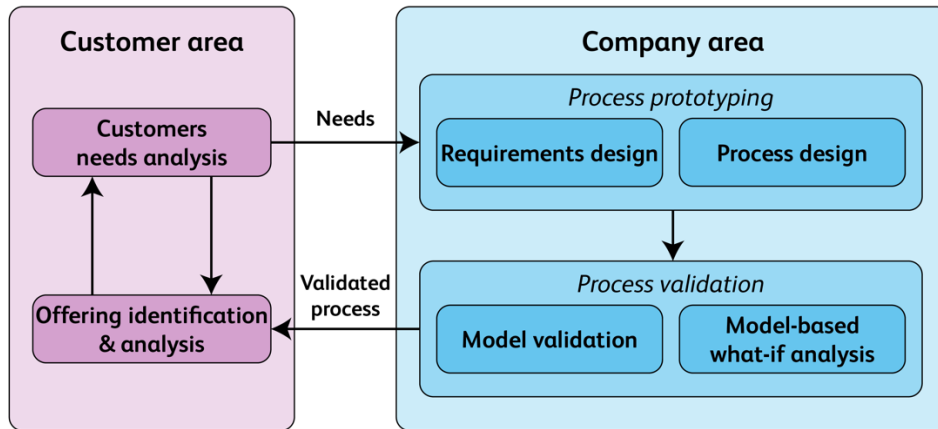 Customer area
Customers
needs analysis
Offering identification
& analysis
Needs
Validated
process
Company area
Process prototyping
Requirements design
Process design
Process validation
Model validation
Model-based
what-if analysis